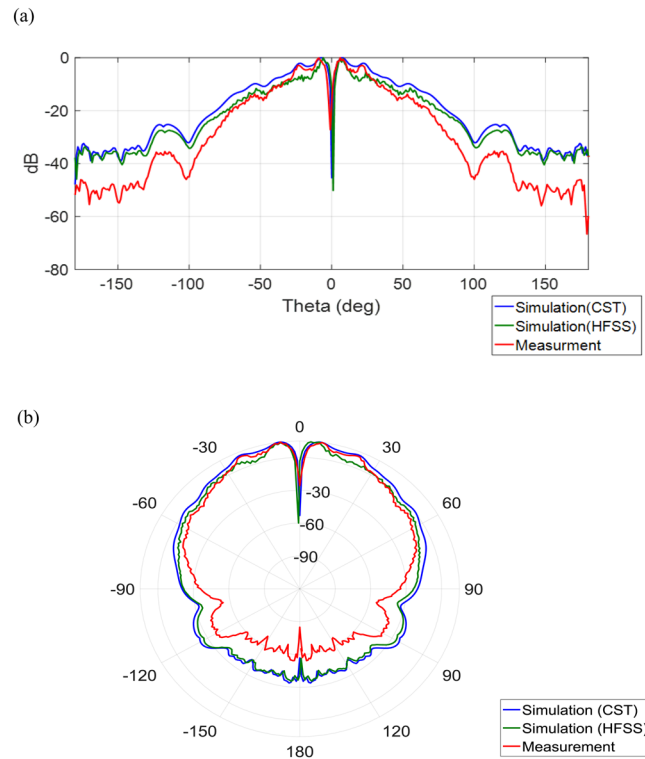 (a)
0
-20
-40
-60
-80
dB
-150 -100 -50 0 50 100 150
Theta (deg)
Simulation(CST)
Simulation(HFSS)
Measurment
(b)
0
-30 30
-60 60
-90 90
-120 90
-150 120
180
-30
-60
-90
Simulation (CST)
Simulation (HFSS)
Measurement